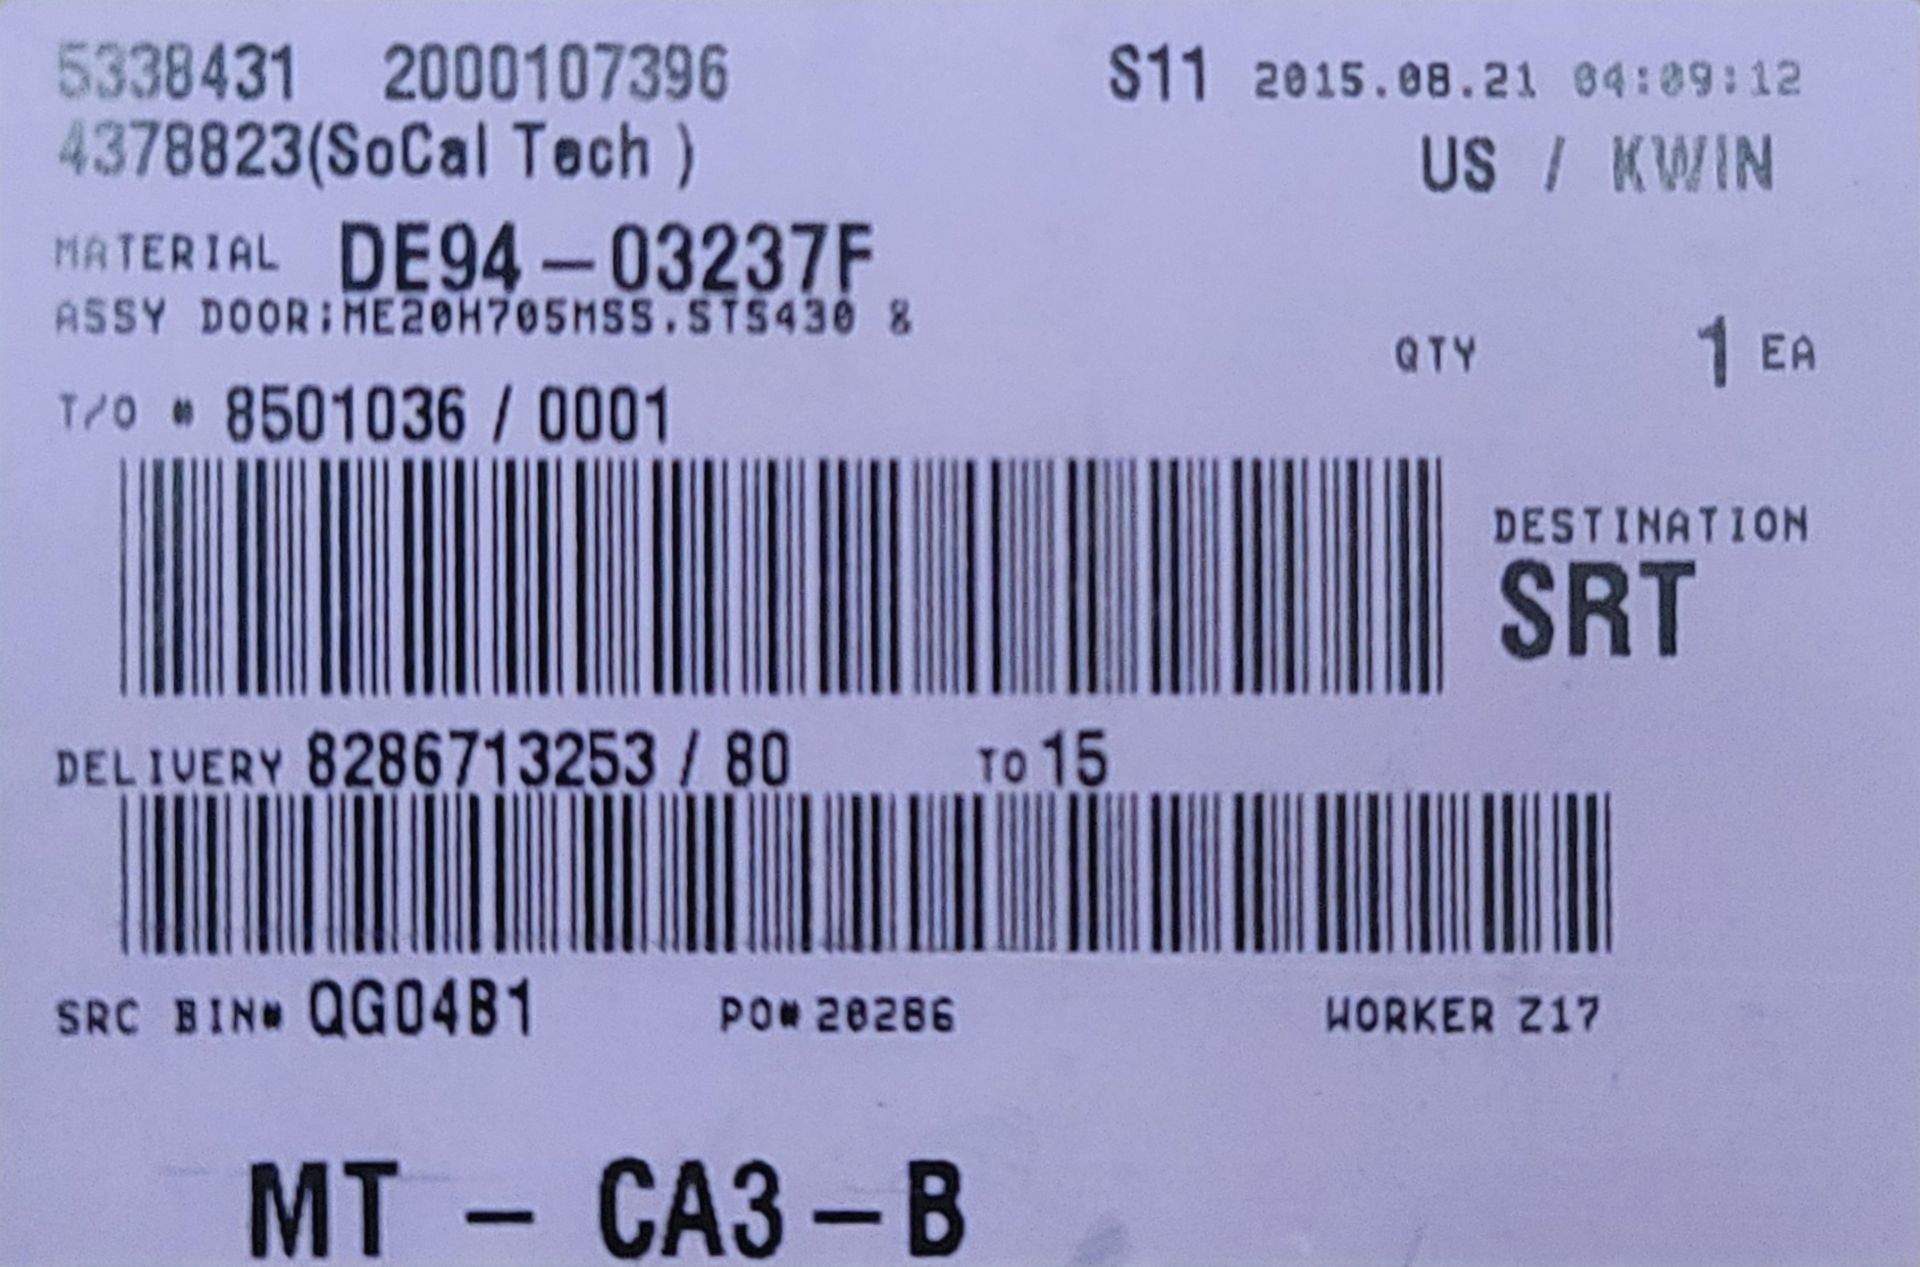 5338431 2000107396 S11 2015.08.21 04:09:12
4378823(SoCal Tech ) US / KWIN
MATERIAL DE94-03237F
ASSY DOOR;ME20H705MSS,STS430 &
QTY 1 EA
T/O # 8501036 / 0001
DESTINATION
SRT
DELIVERY 8286713253 / 80 TO 15
SRC BIN# QG04B1 PO# 20286 WORKER Z17
MT - CA3-B